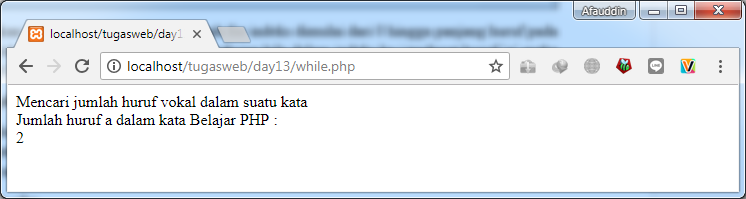 Afauddin
localhost/tugasweb/day1
localhost/tugasweb/day13/while.php
Mencari jumlah huruf vokal dalam suatu kata
Jumlah huruf a dalam kata Belajar PHP :
2